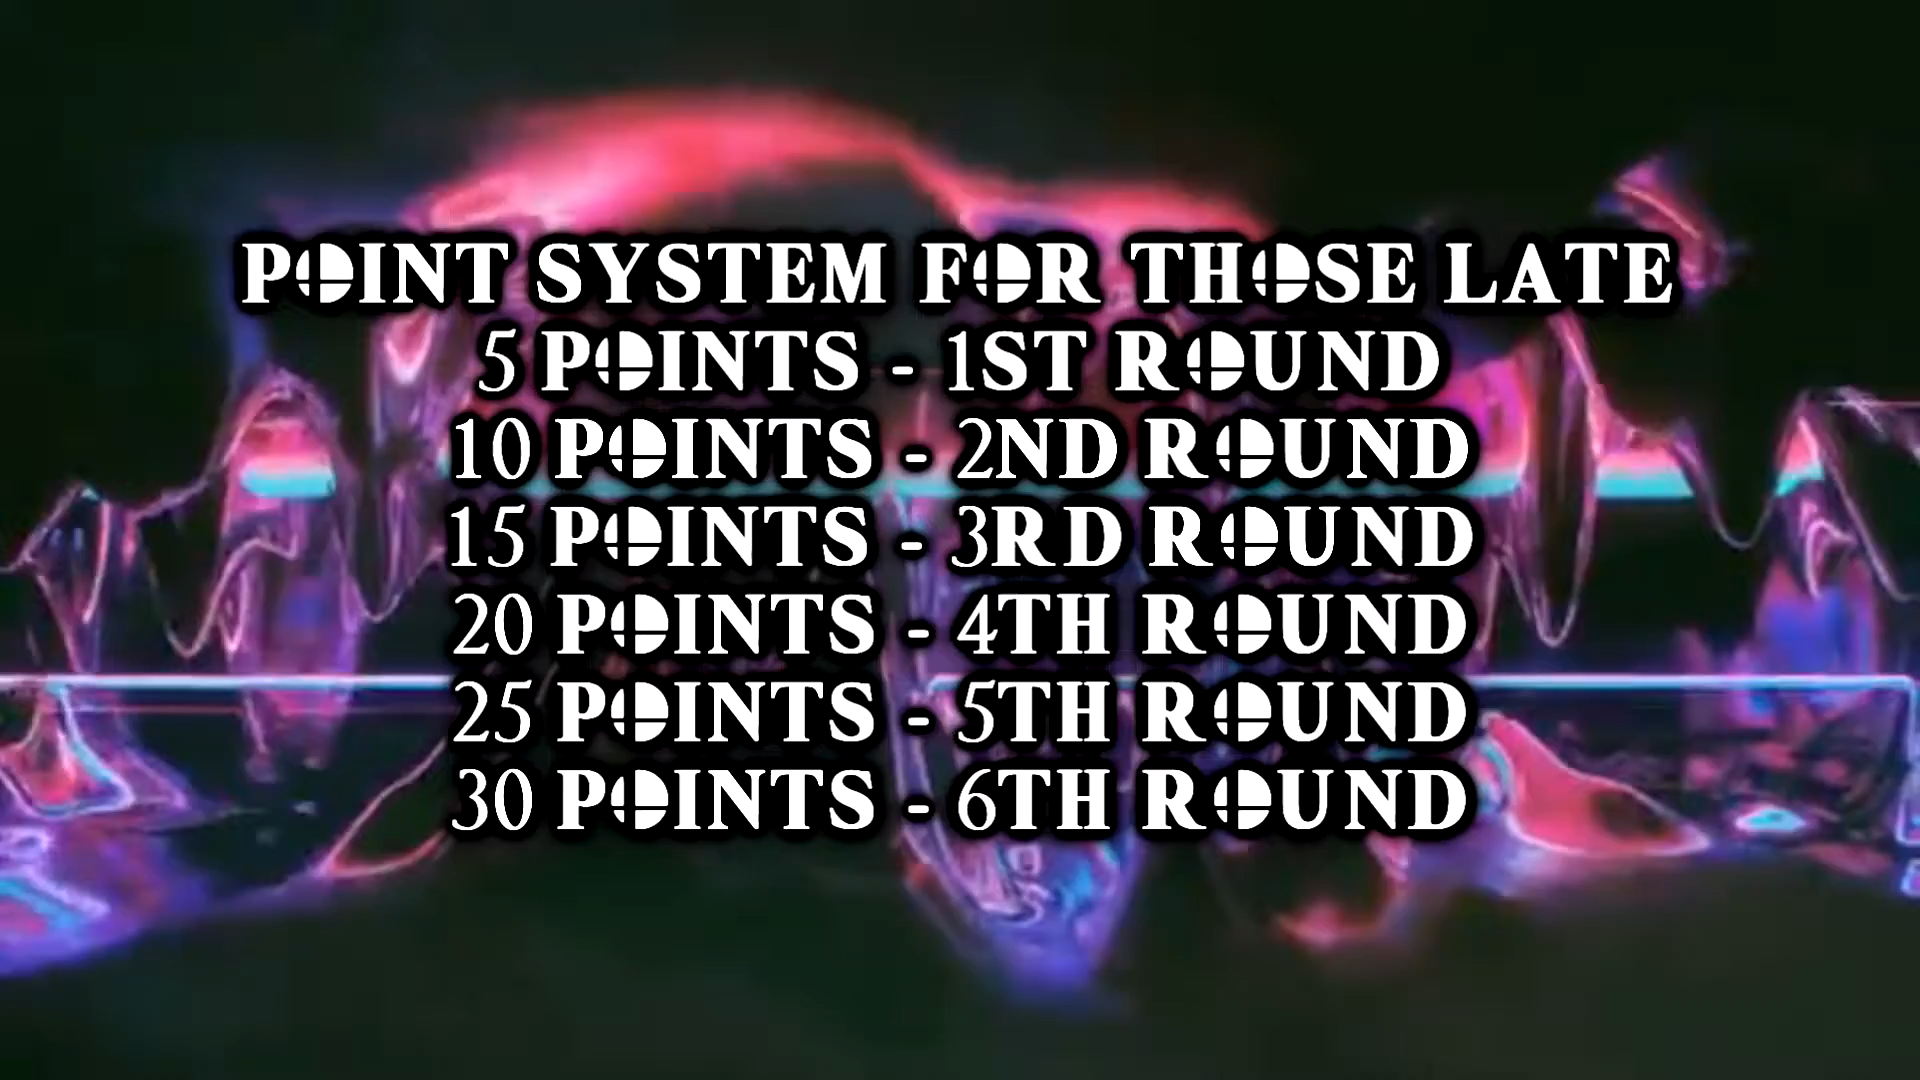 POINT SYSTEM FOR THOSE LATE
5 POINTS - 1ST ROUND
10 POINTS - 2ND ROUND
15 POINTS - 3RD ROUND
20 POINTS - 4TH ROUND
25 POINTS - 5TH ROUND
30 POINTS - 6TH ROUND